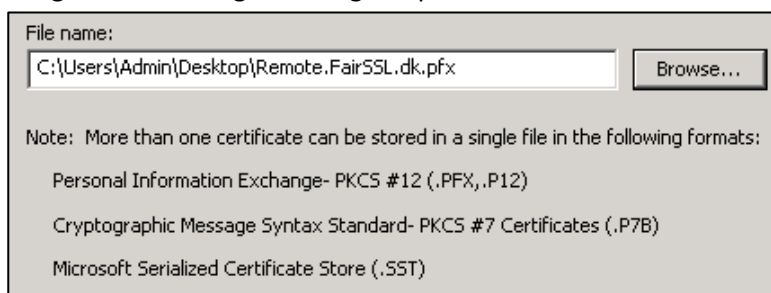 File name:
C:\Users\Admin\Desktop\Remote.FairSSL.dk.pfx
Browse...
Note: More than one certificate can be stored in a single file in the following formats:
Personal Information Exchange- PKCS #12 (.PFX,.P12)
Cryptographic Message Syntax Standard- PKCS #7 Certificates (.P7B)
Microsoft Serialized Certificate Store (.SST)